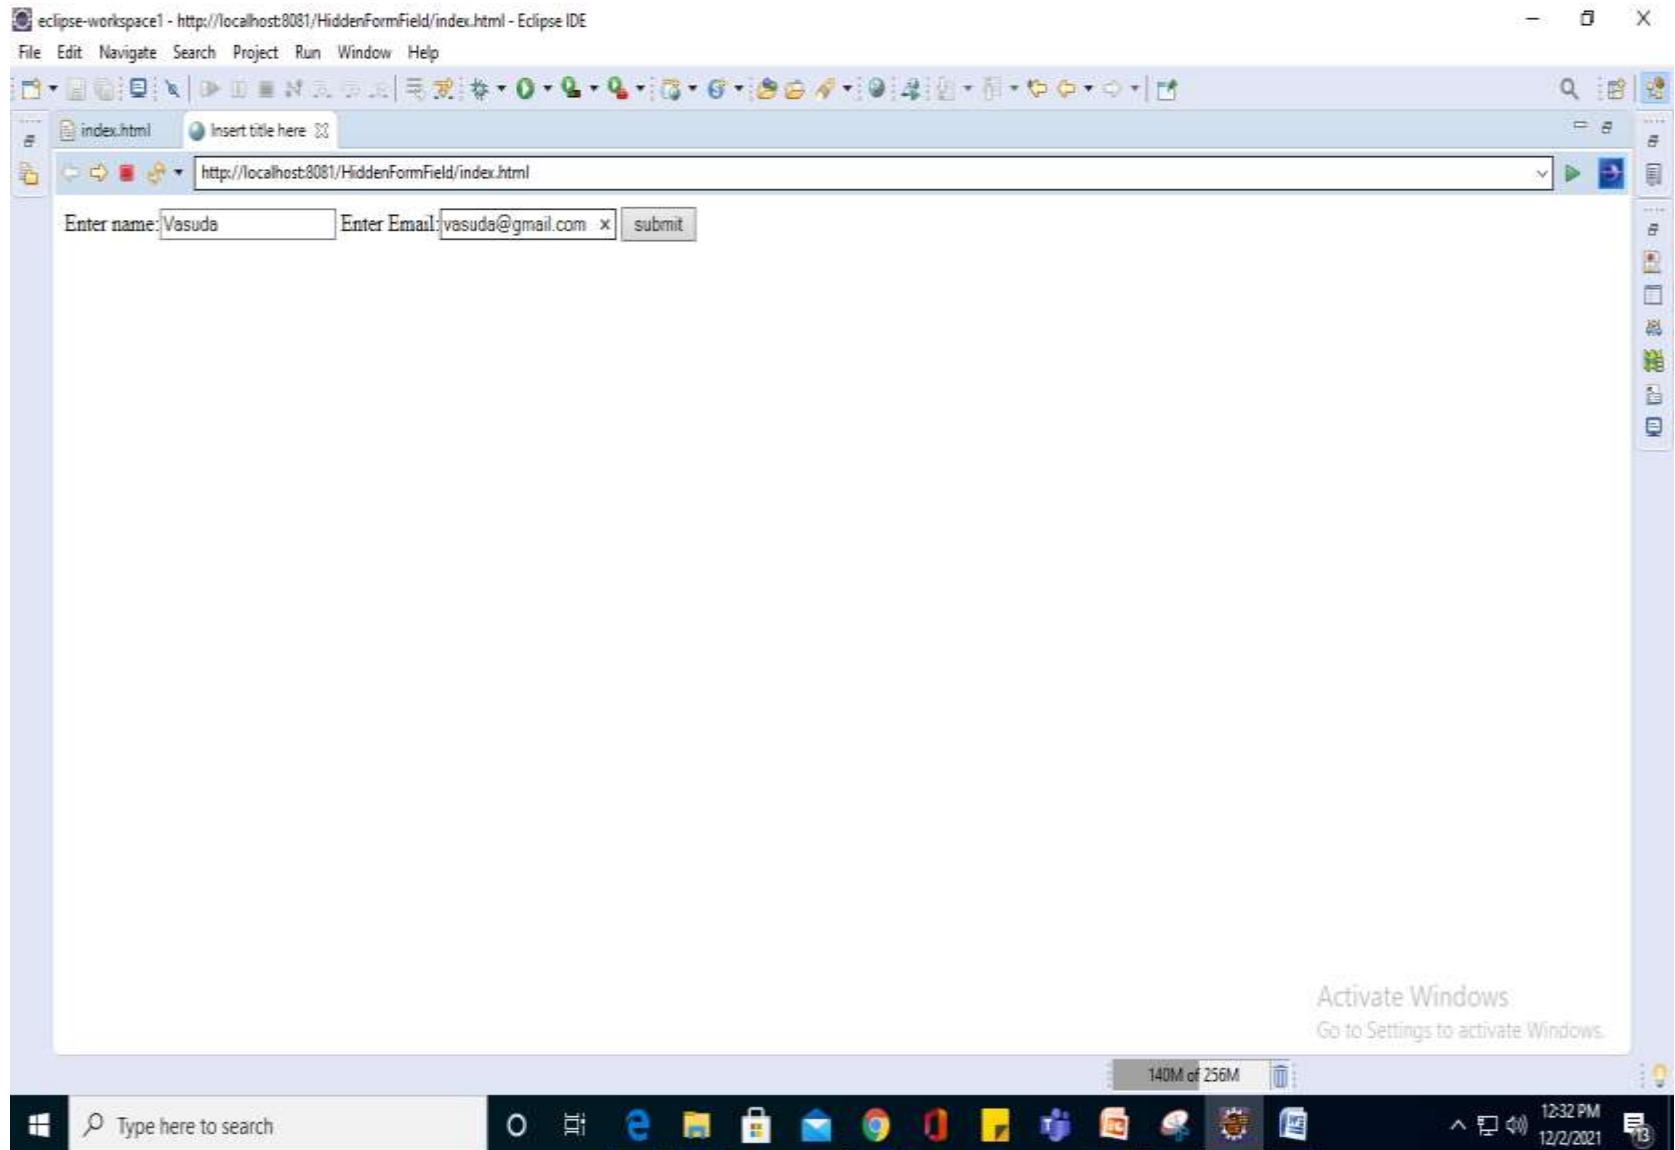 eclipse-workspace1 - http://localhost:8081/HiddenFormField/index.html - Eclipse IDE
File Edit Navigate Search Project Run Window Help
index.html Insert title here
http://localhost:8081/HiddenFormField/index.html
Enter name: Vasuda Enter Email: vasuda@gmail.com x submit
Activate Windows
Go to Settings to activate Windows.
140M of 256M
Type here to search
12:32 PM
12/2/2021
13